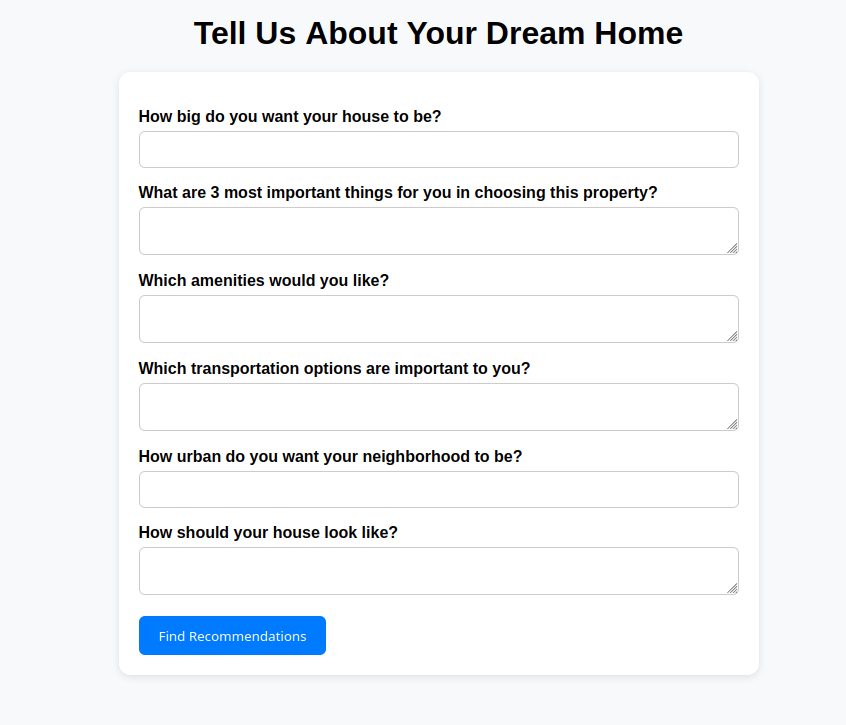 Tell Us About Your Dream Home
How big do you want your house to be?
What are 3 most important things for you in choosing this property?
Which amenities would you like?
Which transportation options are important to you?
How urban do you want your neighborhood to be?
How should your house look like?
Find Recommendations